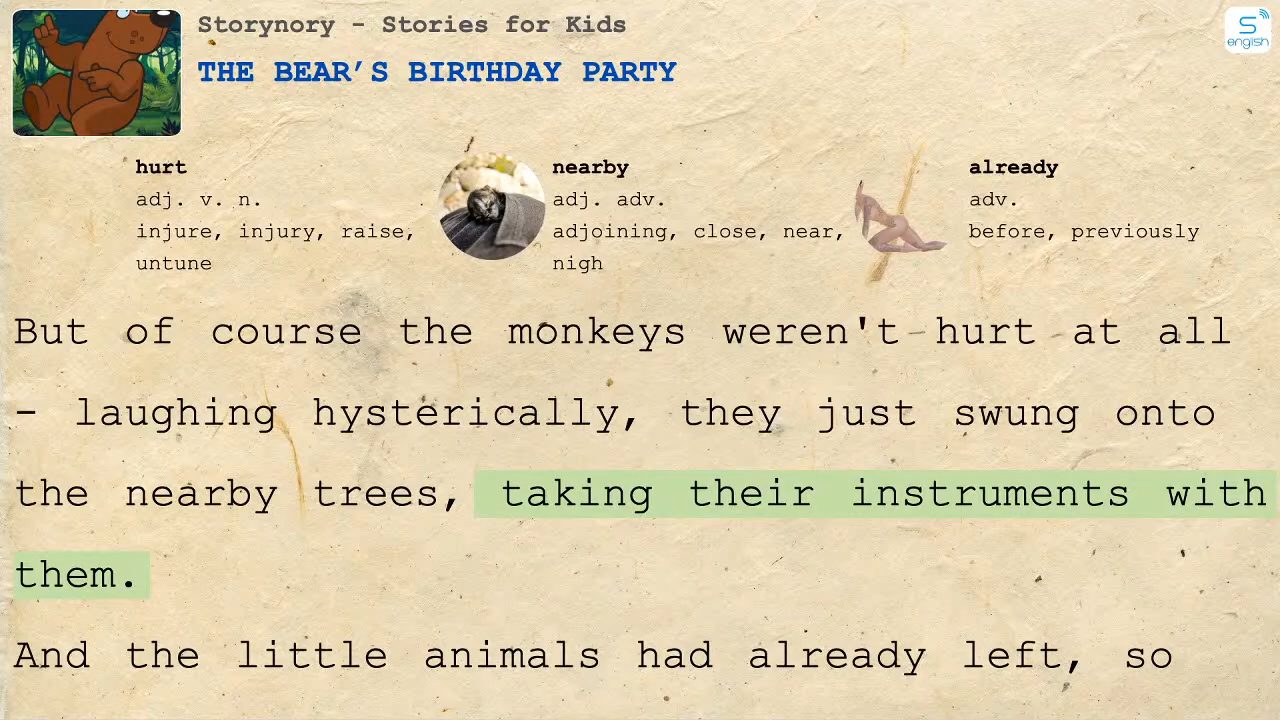 Storynory - Stories for Kids
THE BEAR’S BIRTHDAY PARTY
S
english
hurt
adj. v. n.
injure, injury, raise,
untune
nearby
adj. adv.
adjoining, close, near,
nigh
already
adv.
before, previously
But of course the monkeys weren't hurt at all
- laughing hysterically, they just swung onto
the nearby trees, taking their instruments with
them.
And the little animals had already left, so